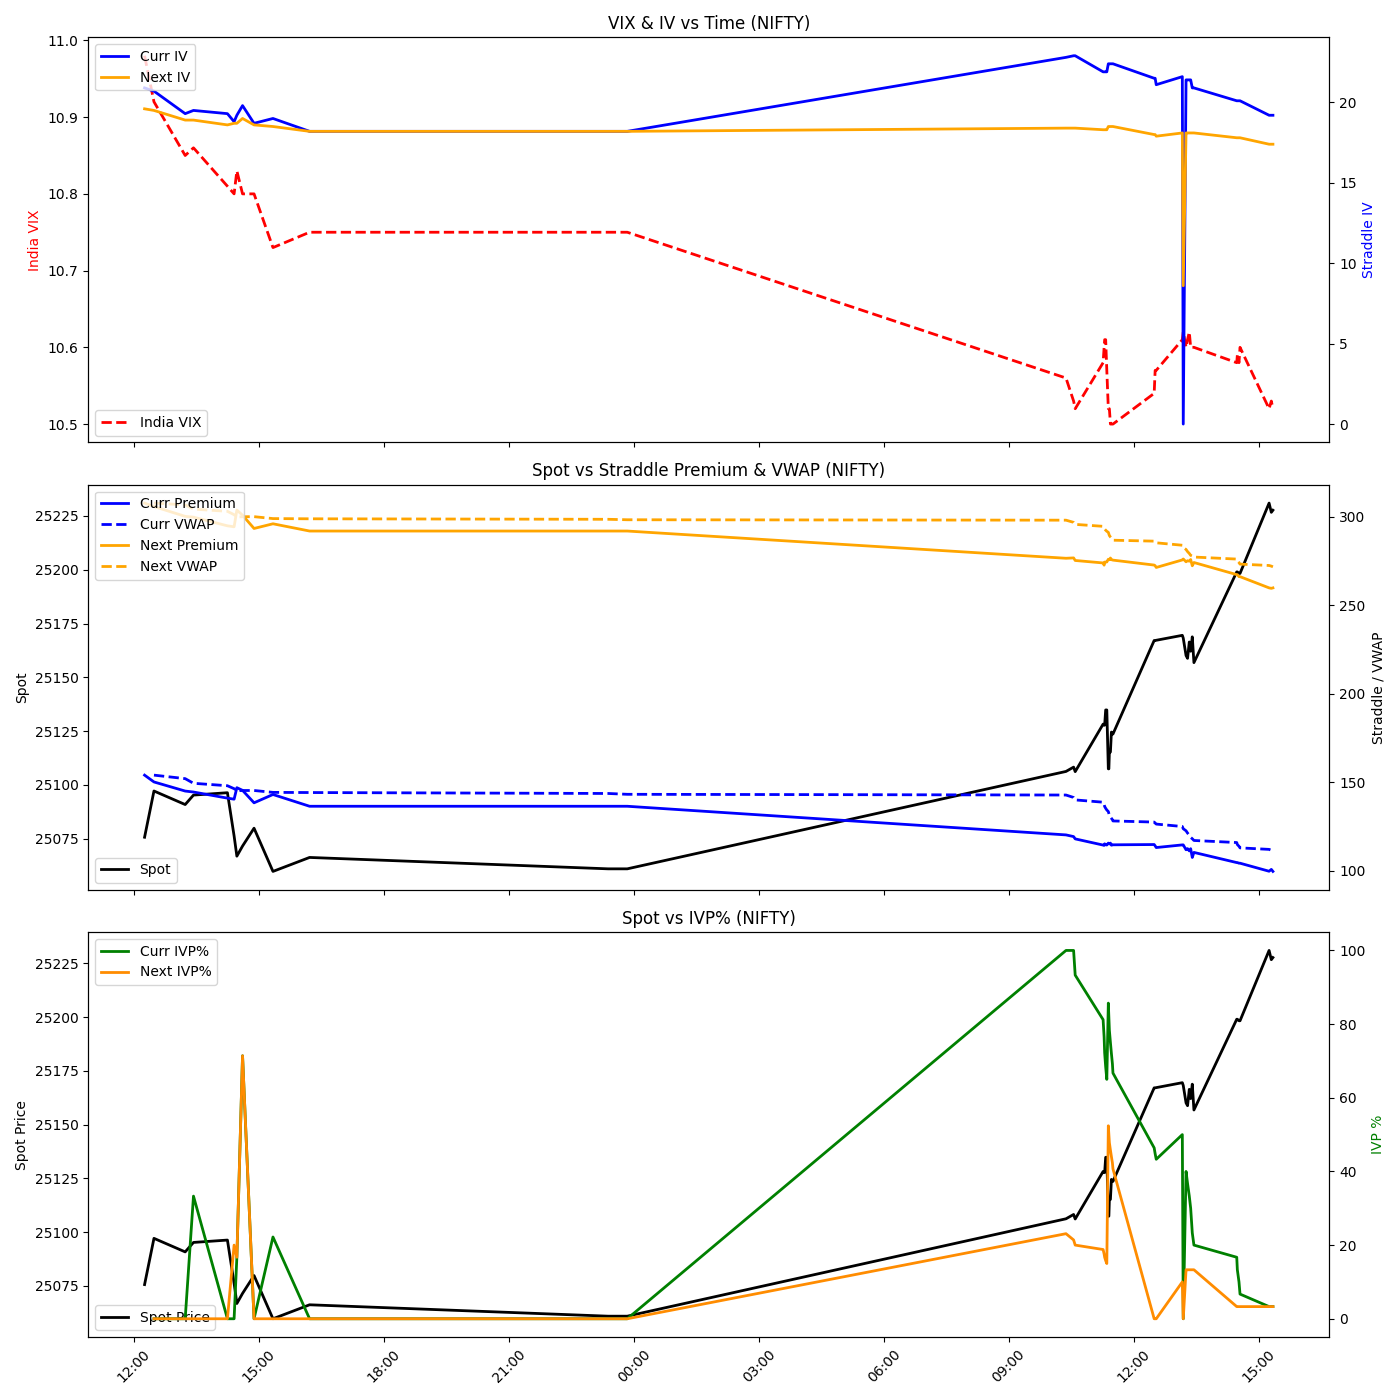 VIX & IV vs Time (NIFTY)
11.0
10.9
10.8
10.7
10.6
10.5
India VIX
Curr IV
Next IV
India VIX
20
15
10
5
0
Straddle IV
Spot vs Straddle Premium & VWAP (NIFTY)
25225
25200
25175
25150
25125
25100
25075
Spot
Curr Premium
Curr VWAP
Next Premium
Next VWAP
Spot
300
250
200
150
100
Straddle / VWAP
Spot vs IVP% (NIFTY)
25225
25200
25175
25150
25125
25100
25075
Spot Price
Curr IVP%
Next IVP%
Spot Price
100
80
60
40
20
0
IVP %
12:00
15:00
18:00
21:00
00:00
03:00
06:00
09:00
12:00
15:00